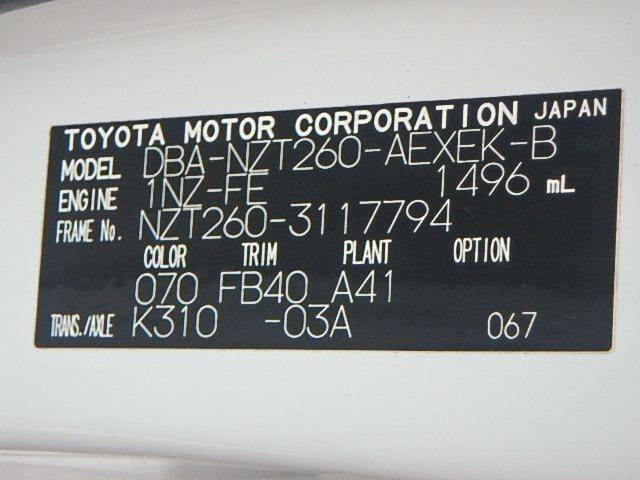 TOYOTA MOTOR CORPORATION JAPAN
MODEL DBA-NZT260-AEXEK-B
ENGINE 1NZ-FE 1496 mL
FRAME No. NZT260-3117794
COLOR TRIM PLANT OPTION
070 FB40 A41
TRANS./AXLE K310 -03A 067